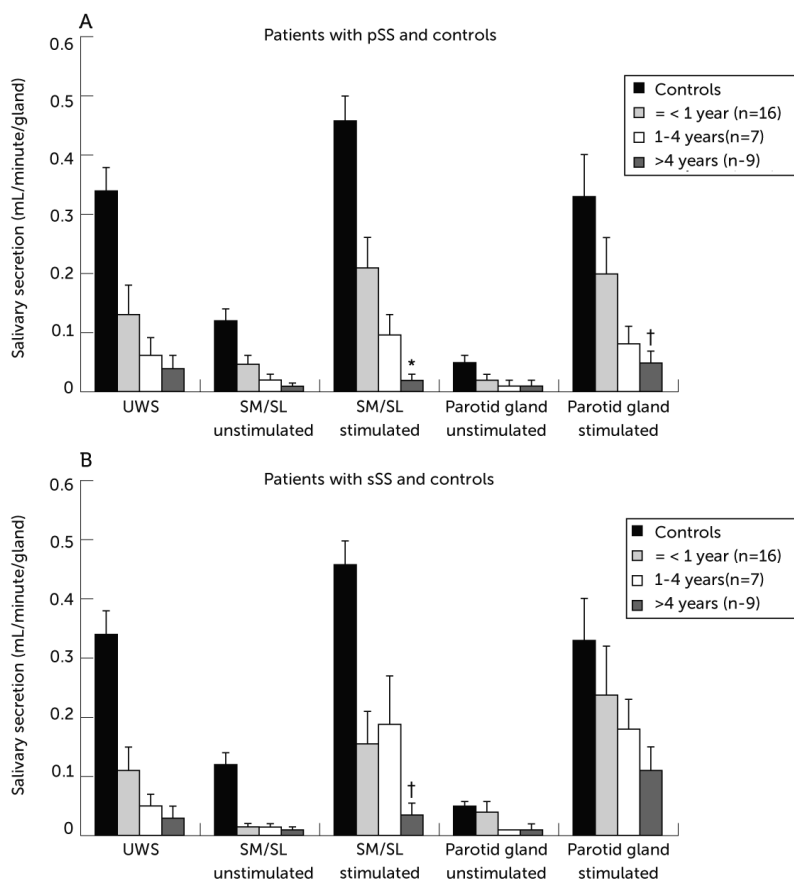 A
Patients with pSS and controls
Salivary secretion (mL/minute/gland)
0.6
0.5
0.4
0.3
0.2
0.1
0
Controls
= < 1 year (n=16)
1-4 years(n=7)
>4 years (n-9)
*
†
UWS
SM/SL
unstimulated
SM/SL
stimulated
Parotid gland
unstimulated
Parotid gland
stimulated
B
Patients with sSS and controls
Salivary secretion (mL/minute/gland)
0.6
0.5
0.4
0.3
0.2
0.1
0
Controls
= < 1 year (n=16)
1-4 years(n=7)
>4 years (n-9)
†
UWS
SM/SL
unstimulated
SM/SL
stimulated
Parotid gland
unstimulated
Parotid gland
stimulated